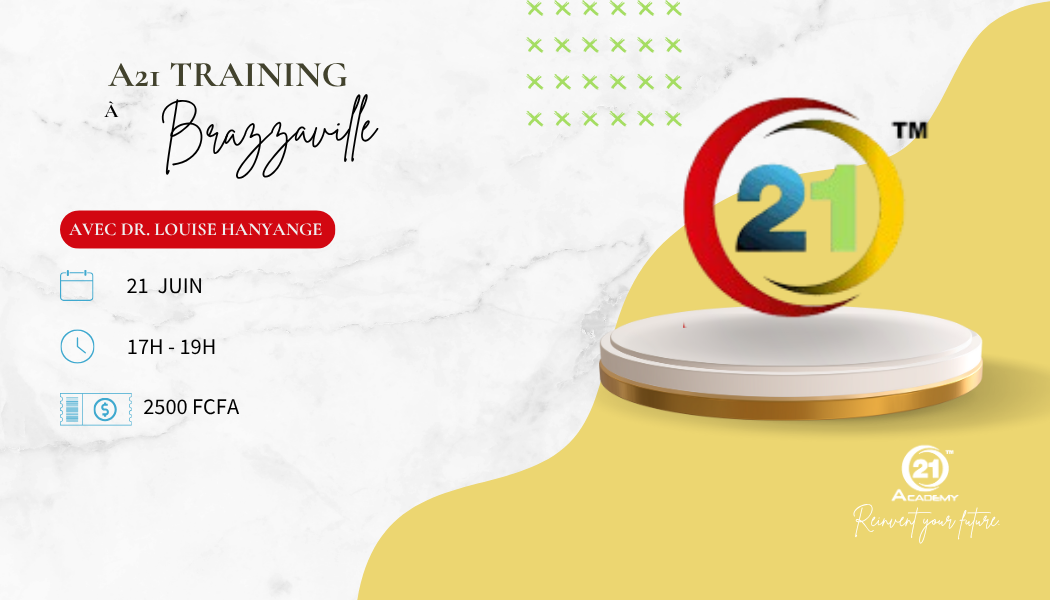 A21 TRAINING
À
Brazzaville
AVEC DR. LOUISE HANYANGE
21 JUIN
17H - 19H
$
2500 FCFA
TM
21
21
TM
ACADEMY
Reinvent your future.